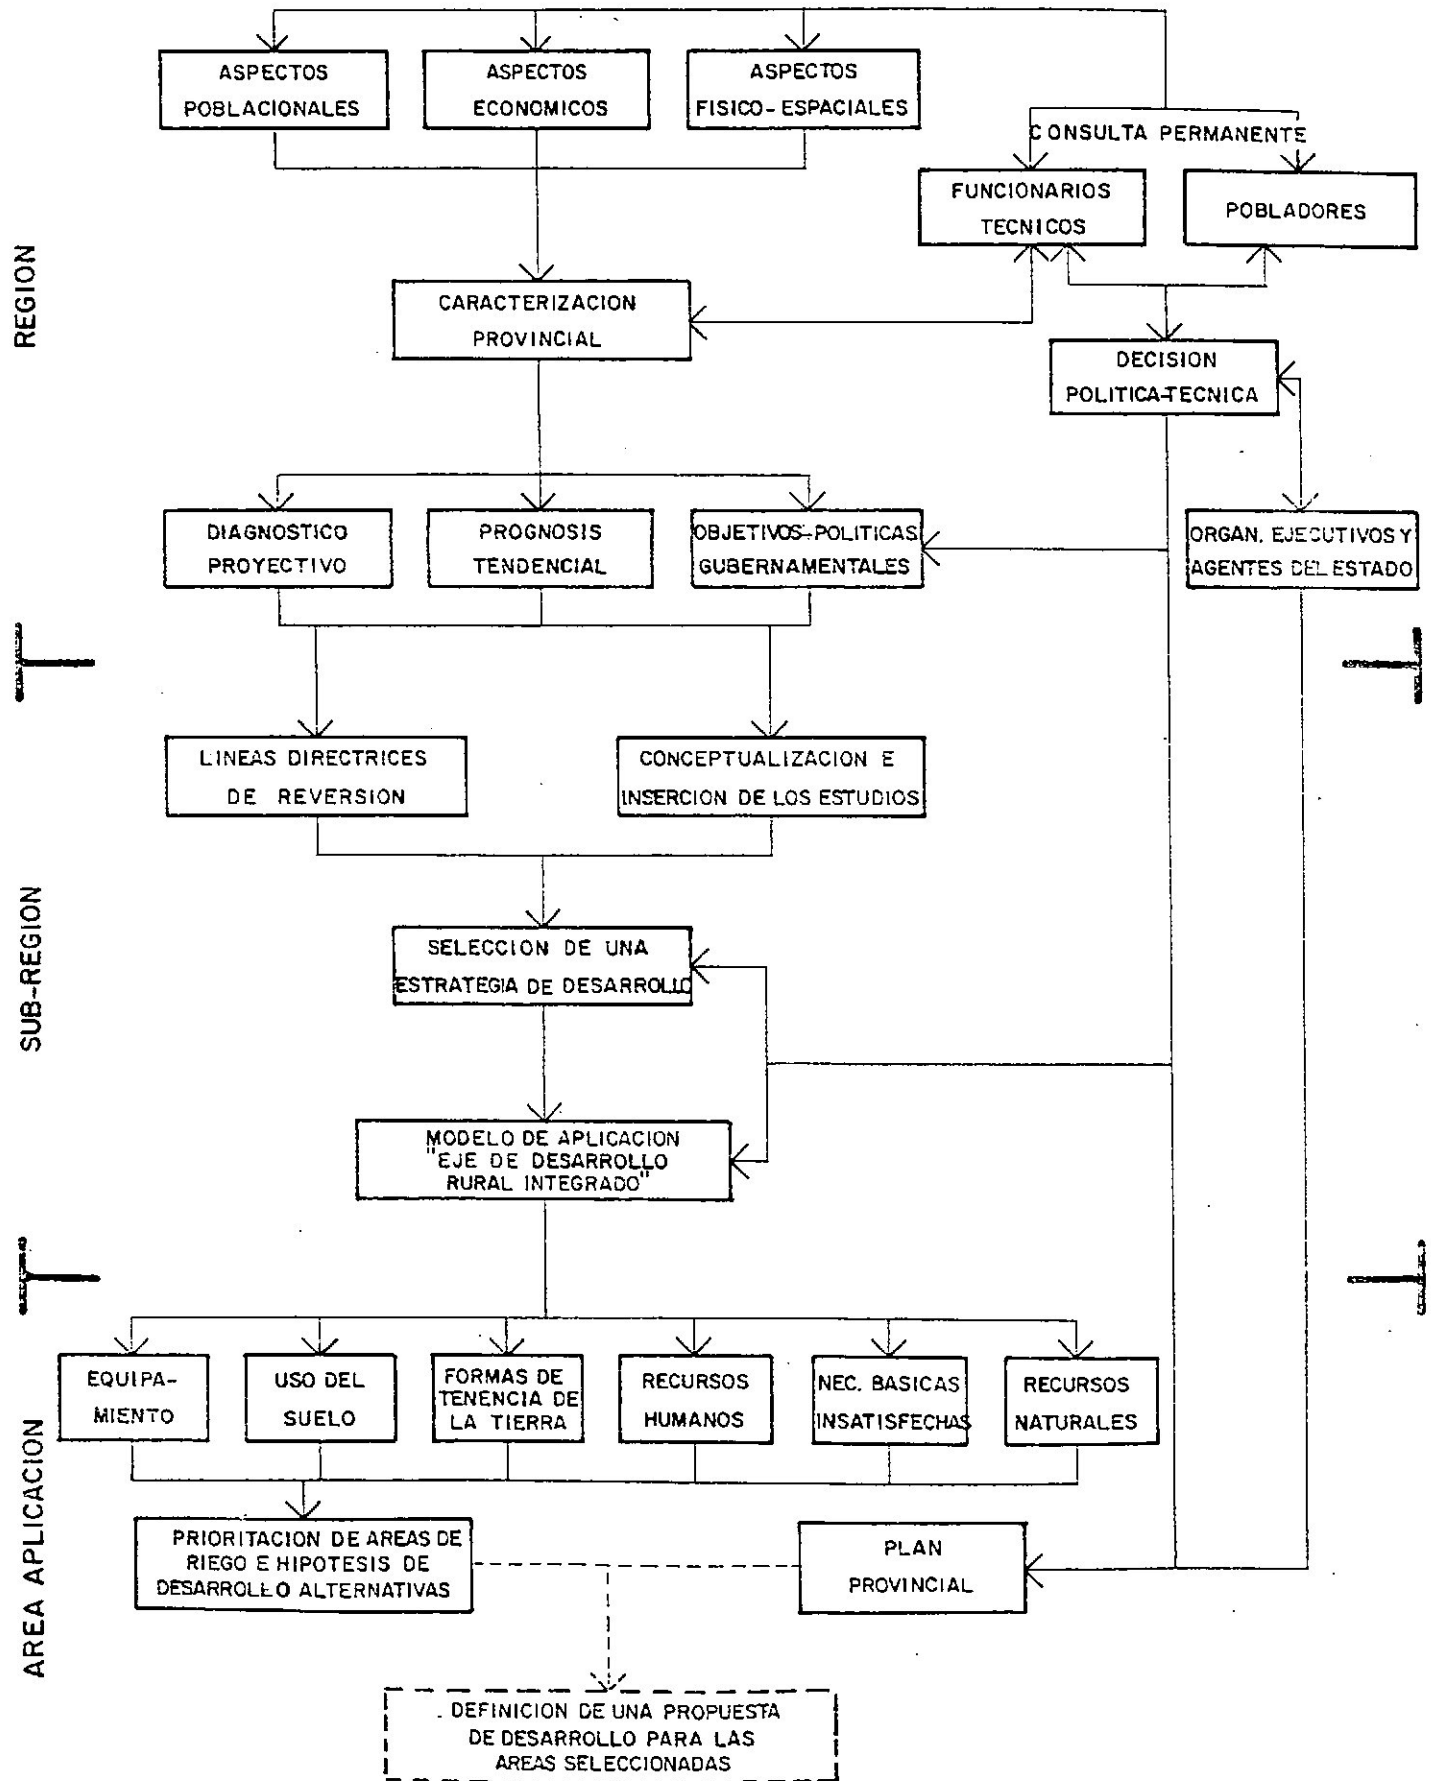 ASPECTOS
POBLACIONALES
ASPECTOS
ECONOMICOS
ASPECTOS
FISICO-ESPACIALES
CONSULTA PERMANENTE
FUNCIONARIOS
TECNICOS
POBLADORES
REGION
CARACTERIZACION
PROVINCIAL
DECISION
POLITICA-TECNICA
DIAGNOSTICO
PROYECTIVO
PROGNOSIS
TENDENCIAL
OBJETIVOS-POLITICAS
GUBERNAMENTALES
ORGAN. EJECUTIVOS Y
AGENTES DEL ESTADO
LINEAS DIRECTRICES
DE REVERSION
CONCEPTUALIZACION E
INSERCION DE LOS ESTUDIOS
SUB-REGION
SELECCION DE UNA
ESTRATEGIA DE DESARROLLO
MODELO DE APLICACION
"EJE DE DESARROLLO
RURAL INTEGRADO"
AREA APLICACION
EQUIPA-
MIENTO
USO DEL
SUELO
FORMAS DE
TENENCIA DE
LA TIERRA
RECURSOS
HUMANOS
NEC. BASICAS
INSATISFECHAS
RECURSOS
NATURALES
PRIORITACION DE AREAS DE
RIEGO E HIPOTESIS DE
DESARROLLO ALTERNATIVAS
PLAN
PROVINCIAL
DEFINICION DE UNA PROPUESTA
DE DESARROLLO PARA LAS
AREAS SELECCIONADAS